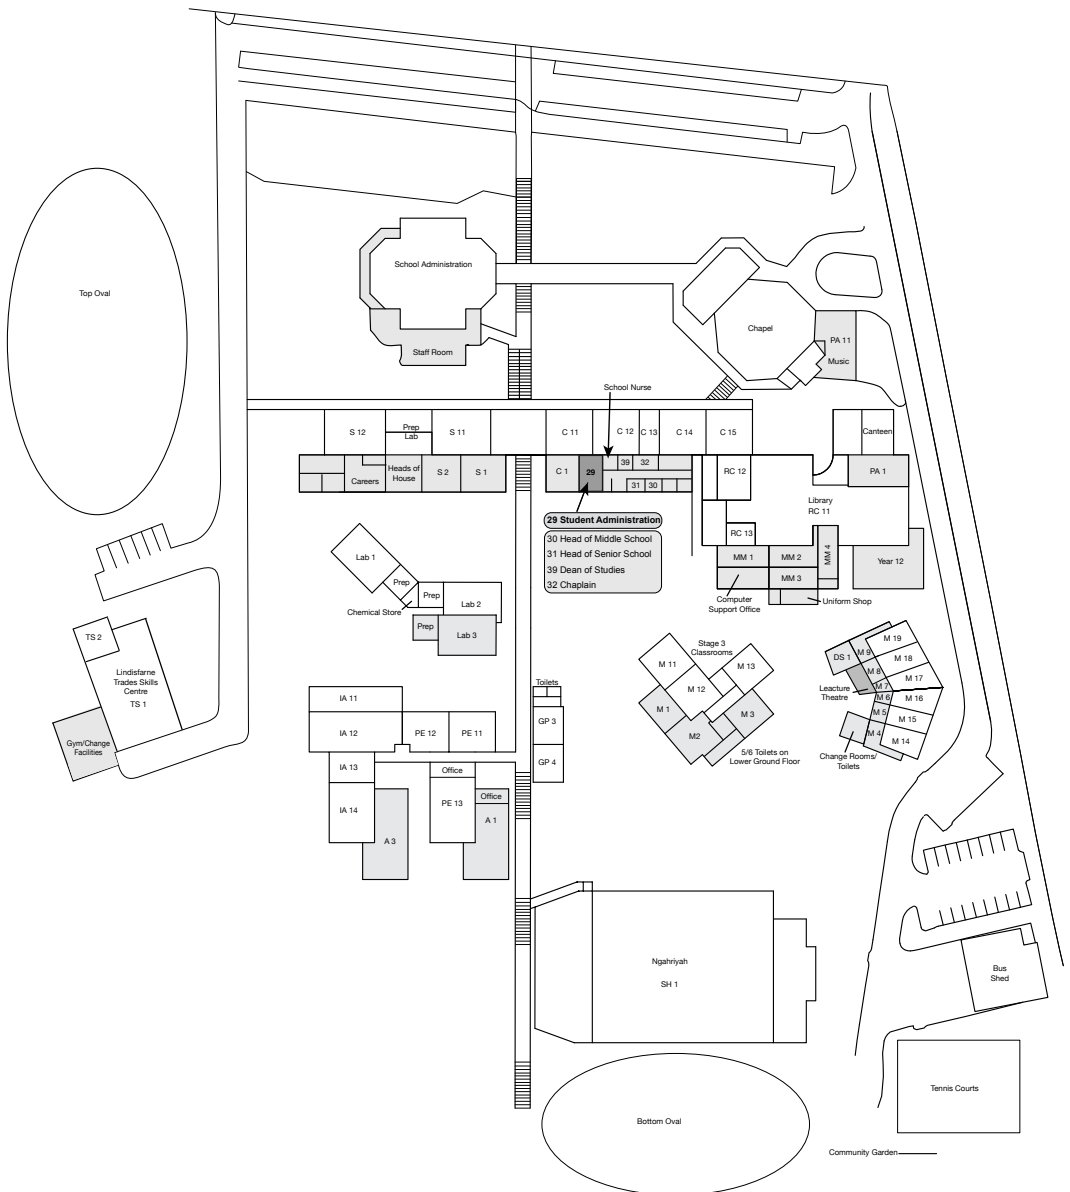 Top Oval
School Administration
Staff Room
Chapel
PA 11
Music
School Nurse
S 12
Prep
Lab
S 11
C 11
C 12
C 13
C 14
C 15
Canteen
Careers
Heads of
House
S 2
S 1
C 1
29
39
32
31
30
RC 12
PA 1
Library
RC 11
RC 13
29 Student Administration
30 Head of Middle School
31 Head of Senior School
39 Dean of Studies
32 Chaplain
MM 1
MM 2
MM 3
MM 4
Year 12
Computer
Support Office
Uniform Shop
Lab 1
Prep
Prep
Chemical Store
Lab 2
Prep
Lab 3
TS 2
Lindisfarne
Trades Skills
Centre
TS 1
Gym/Change
Facilities
Stage 3
Classrooms
M 11
M 13
M 12
M 1
M2
M 3
5/6 Toilets on
Lower Ground Floor
DS 1
M 9
M 19
M 8
M 18
M 7
M 17
M 6
M 16
M 5
M 15
M 4
M 14
Leacture
Theatre
Change Rooms/
Toilets
Toilets
GP 3
GP 4
IA 11
IA 12
PE 12
PE 11
IA 13
Office
IA 14
PE 13
Office
A 1
A 3
Ngahriyah
SH 1
Bus
Shed
Tennis Courts
Bottom Oval
Community Garden